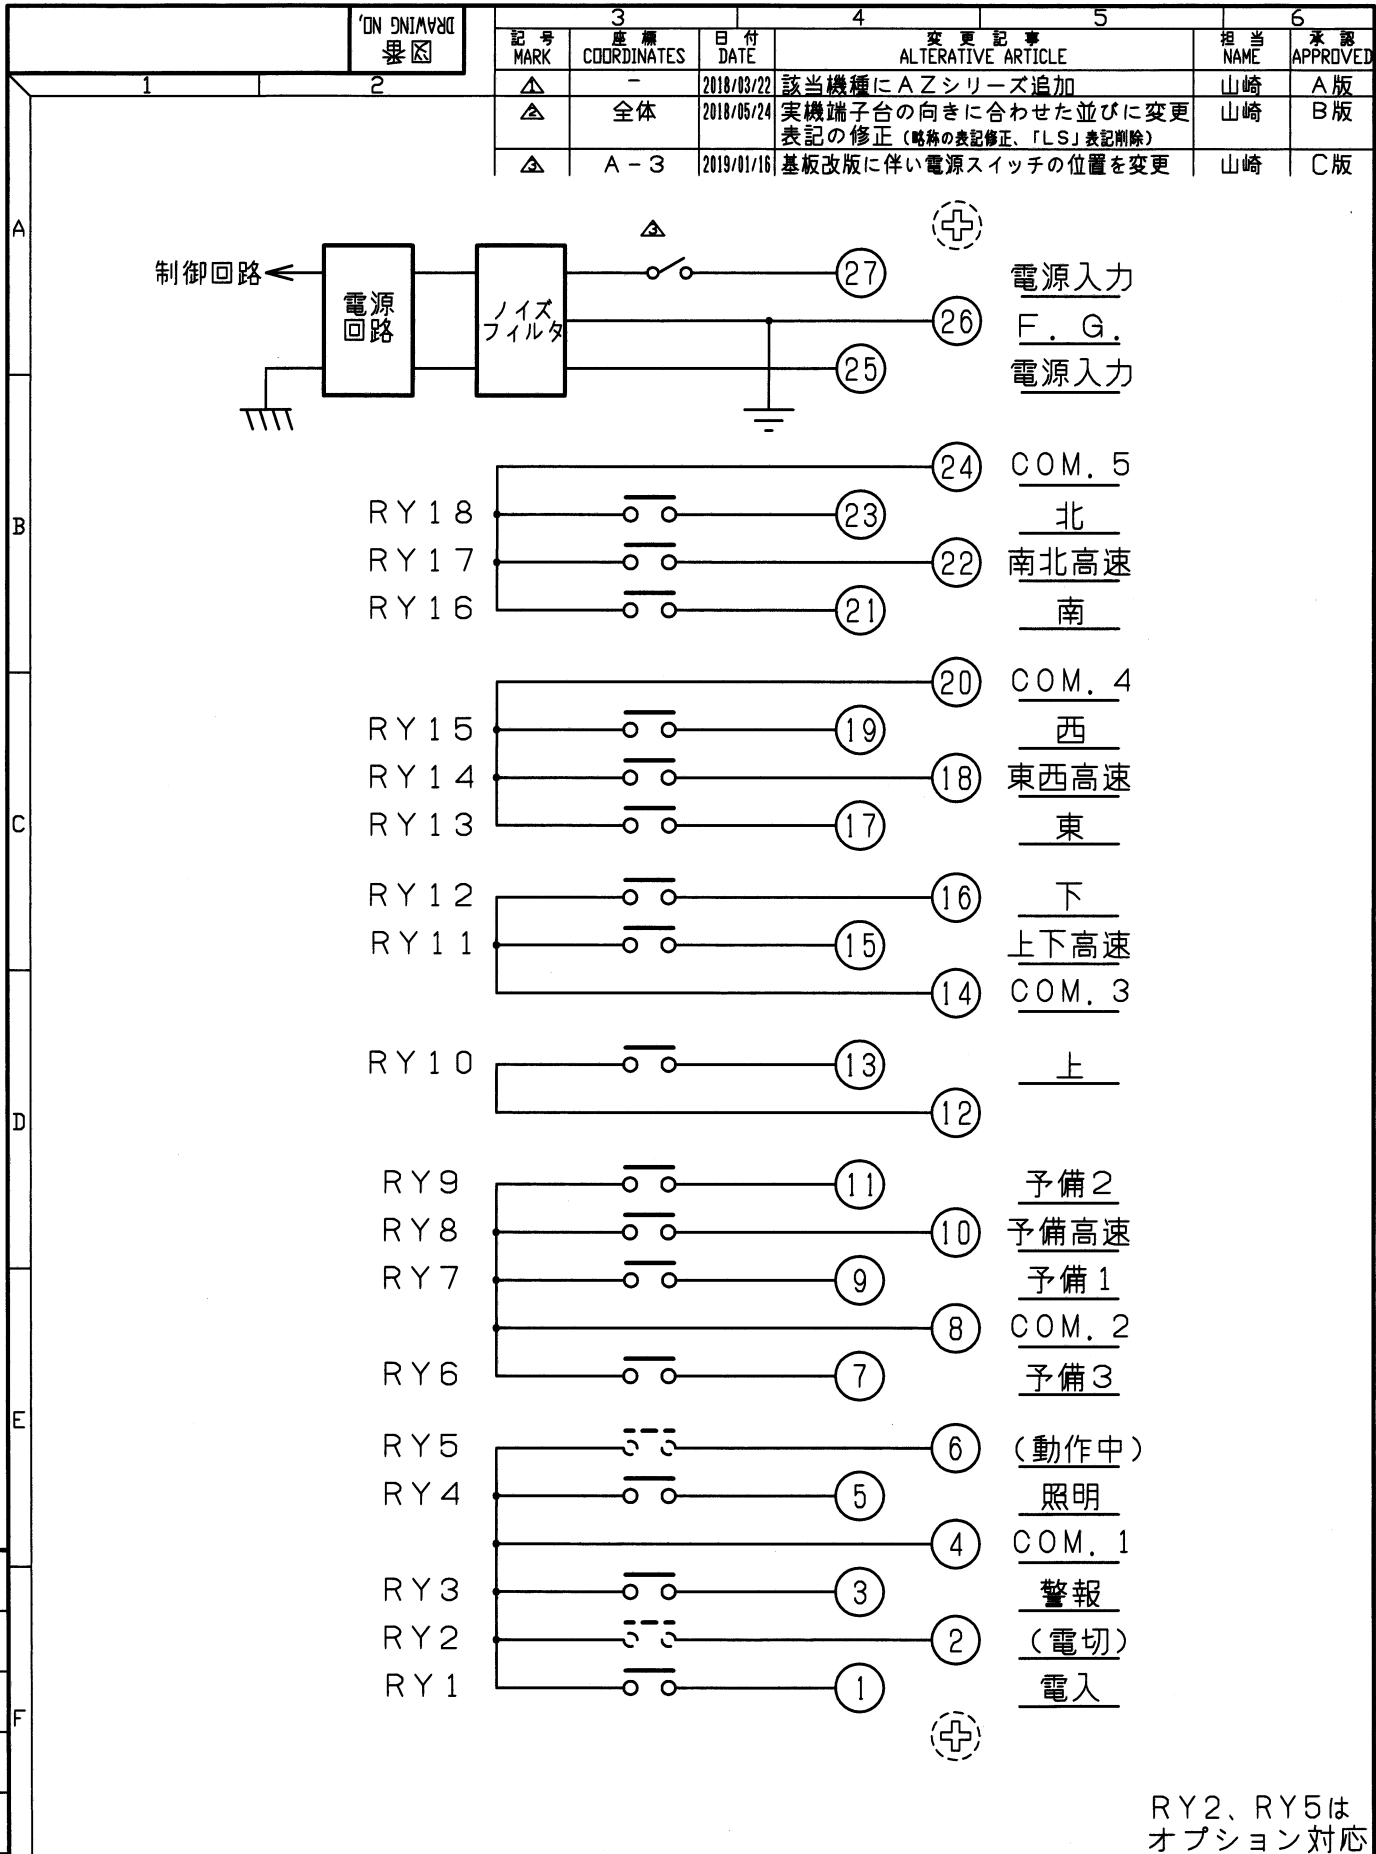 DRAWING NO.
図番
1 2 3 4 5 6
記号 座標 日付 変更記事 担当 承認
MARK COORDINATES DATE ALTERATIVE ARTICLE NAME APPROVED
1 - 2018/03/22 該当機種にAZシリーズ追加 山崎 A版
2 全体 2018/05/24 実機端子台の向きに合わせた並びに変更 山崎 B版
表記の修正(略称の表記修正、「LS」表記削除)
3 A-3 2019/01/16 基板改版に伴い電源スイッチの位置を変更 山崎 C版
A
3
制御回路 電源回路 ノイズフィルタ 27 電源入力
26 F.G.
25 電源入力
24 COM.5
B
RY18 23 北
RY17 22 南北高速
RY16 21 南
20 COM.4
RY15 19 西
RY14 18 東西高速
C
RY13 17 東
RY12 16 下
RY11 15 上下高速
14 COM.3
RY10 13 上
D
12
RY9 11 予備2
RY8 10 予備高速
RY7 9 予備1
8 COM.2
RY6 7 予備3
E
RY5 6 (動作中)
RY4 5 照明
4 COM.1
RY3 3 警報
RY2 2 (電切)
RY1 1 電入
F
RY2、RY5は
オプション対応